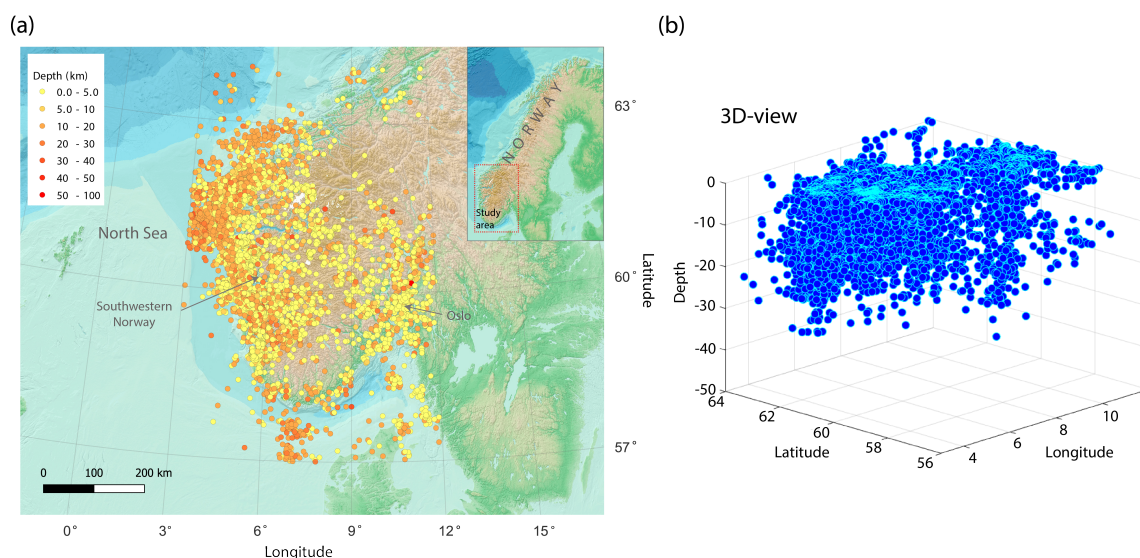 (a)
Depth (km)
0.0 - 5.0
5.0 - 10
10 - 20
20 - 30
30 - 40
40 - 50
50 - 100
North Sea
Southwestern
Norway
Oslo
NORWAY
Study
area
63°
60°
57°
Latitude
0 100 200 km
0° 3° 6° 9° 12° 15°
Longitude
(b)
3D-view
0
-10
-20
-30
-40
-50
Depth
64 62 60 58 56
Latitude
4 6 8 10
Longitude